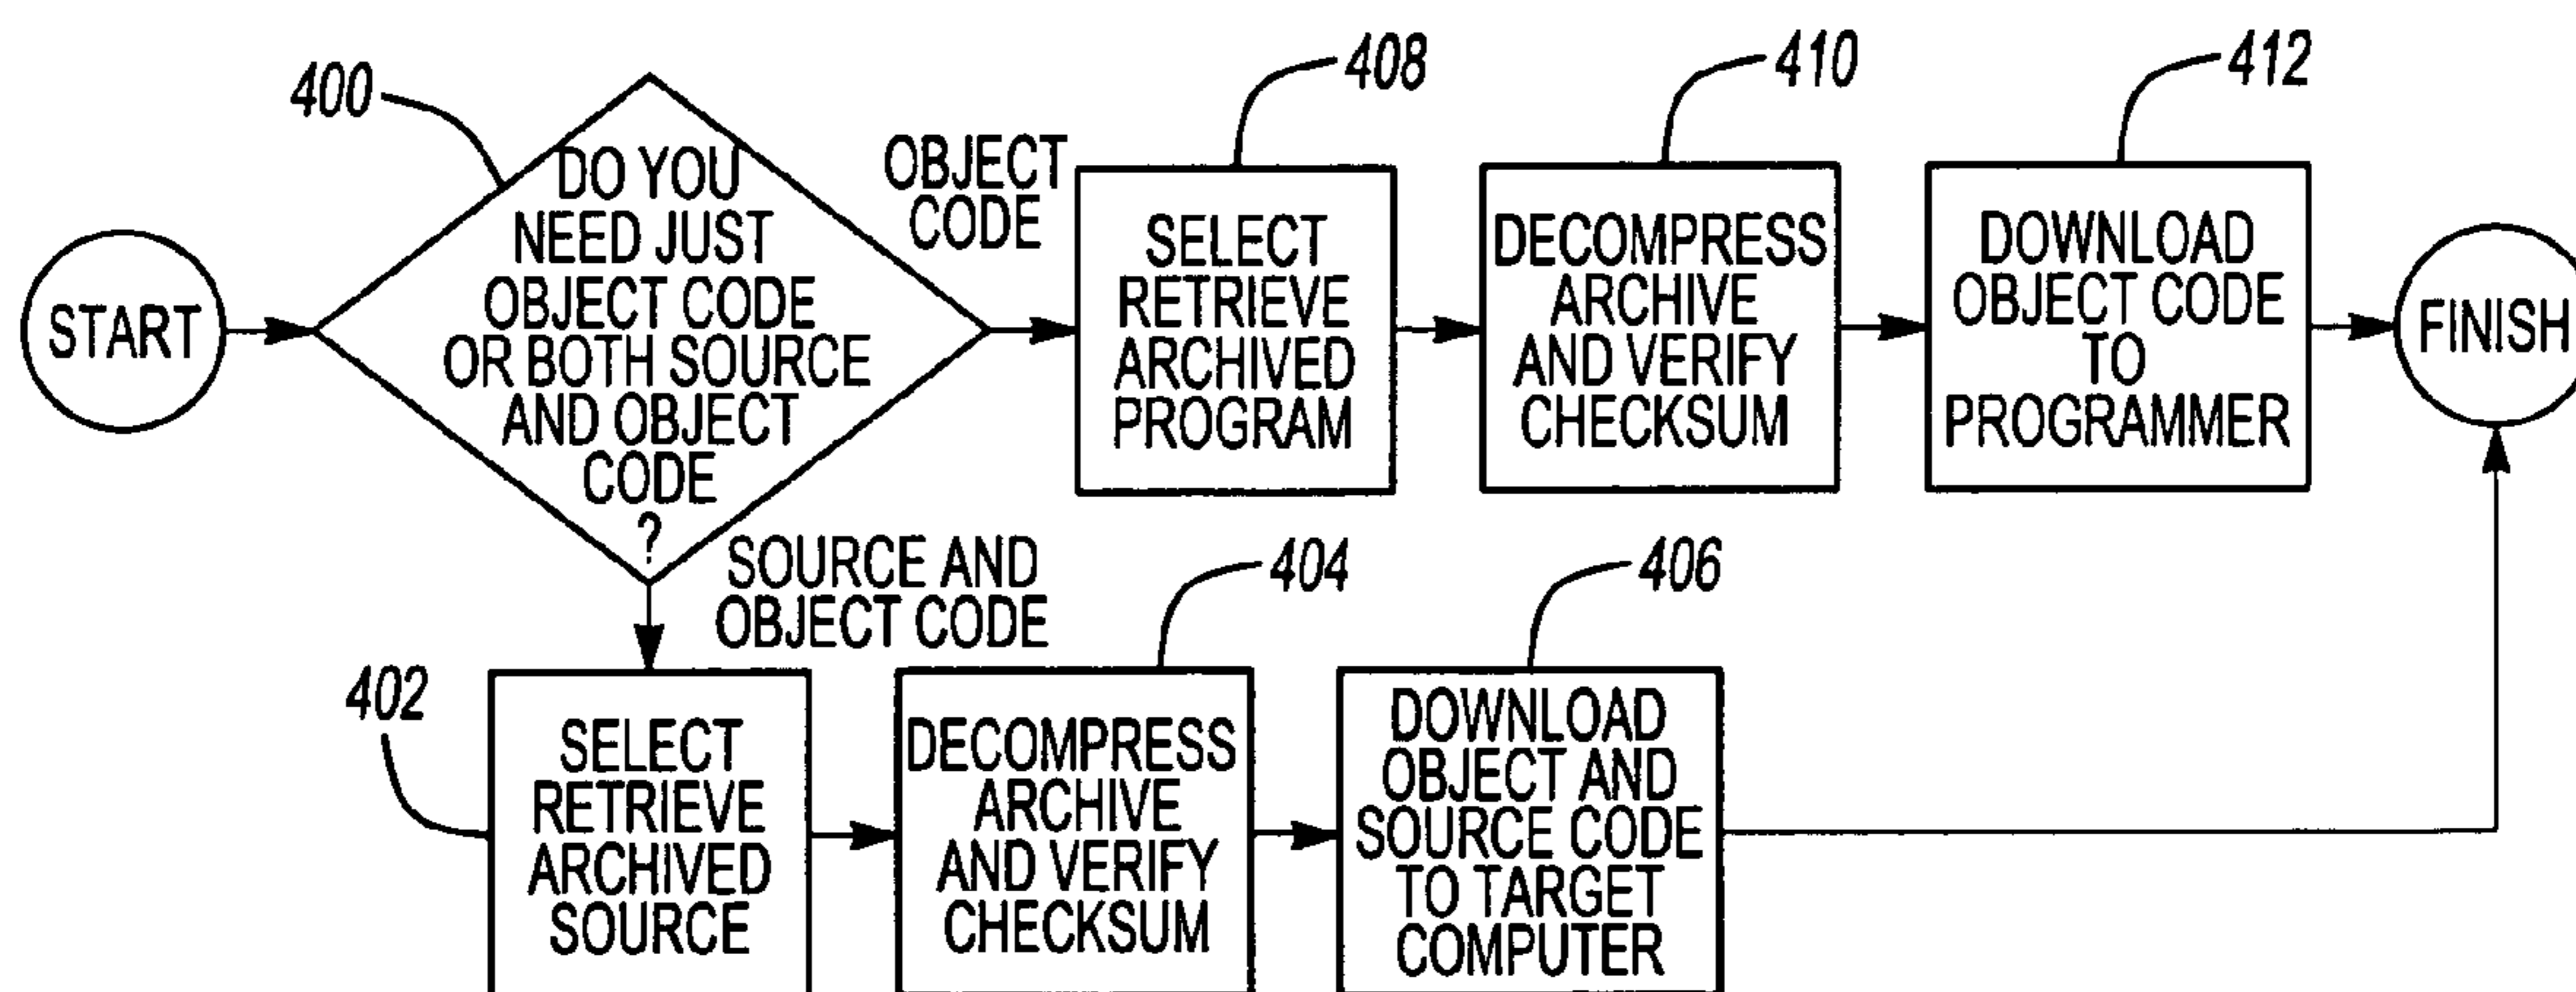 START
400
DO YOU
NEED JUST
OBJECT CODE
OR BOTH SOURCE
AND OBJECT
CODE
?
OBJECT
CODE
408
SELECT
RETRIEVE
ARCHIVED
PROGRAM
410
DECOMPRESS
ARCHIVE
AND VERIFY
CHECKSUM
412
DOWNLOAD
OBJECT CODE
TO
PROGRAMMER
FINISH
SOURCE AND
OBJECT CODE
402
SELECT
RETRIEVE
ARCHIVED
SOURCE
404
DECOMPRESS
ARCHIVE
AND VERIFY
CHECKSUM
406
DOWNLOAD
OBJECT AND
SOURCE CODE
TO TARGET
COMPUTER